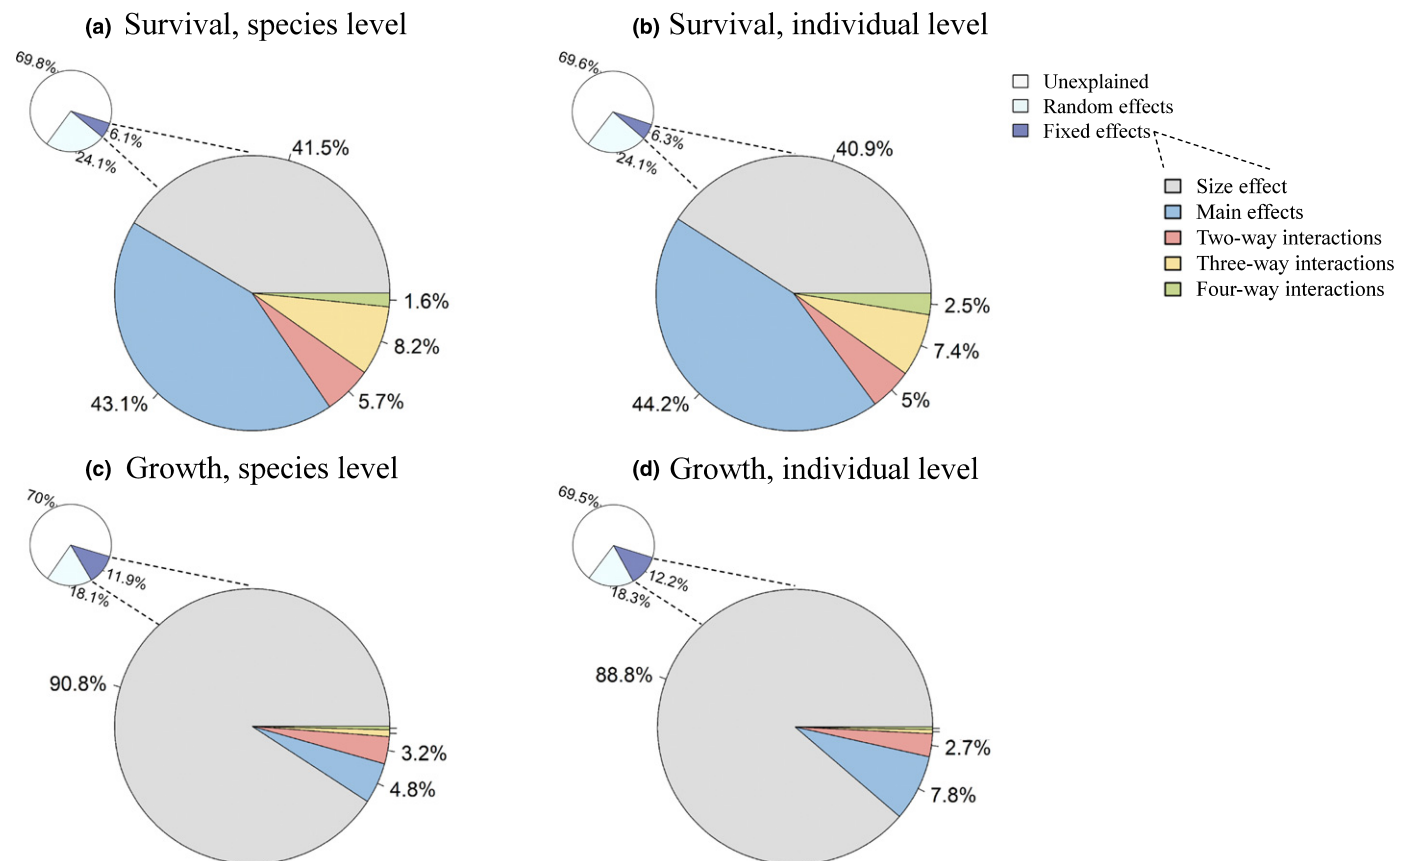 (a) Survival, species level
69.8%
6.1%
24.1%
41.5%
1.6%
8.2%
5.7%
43.1%
(b) Survival, individual level
69.6%
6.3%
24.1%
40.9%
2.5%
7.4%
5%
44.2%
Unexplained
Random effects
Fixed effects
Size effect
Main effects
Two-way interactions
Three-way interactions
Four-way interactions
(c) Growth, species level
70%
11.9%
18.1%
90.8%
3.2%
4.8%
(d) Growth, individual level
69.5%
12.2%
18.3%
88.8%
2.7%
7.8%